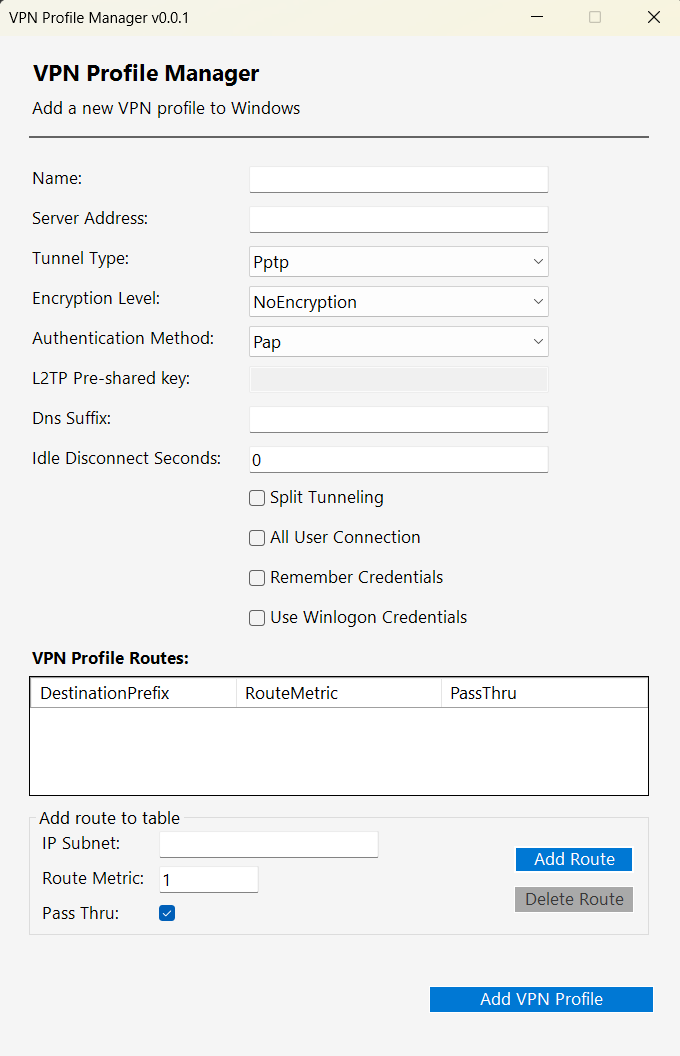 VPN Profile Manager v0.0.1
VPN Profile Manager
Add a new VPN profile to Windows
Name:
Server Address:
Tunnel Type: Pptp
Encryption Level: NoEncryption
Authentication Method: Pap
L2TP Pre-shared key:
Dns Suffix:
Idle Disconnect Seconds: 0
Split Tunneling
All User Connection
Remember Credentials
Use Winlogon Credentials
VPN Profile Routes:
DestinationPrefix RouteMetric PassThru
Add route to table
IP Subnet:
Add Route
Route Metric: 1
Delete Route
Pass Thru:
Add VPN Profile